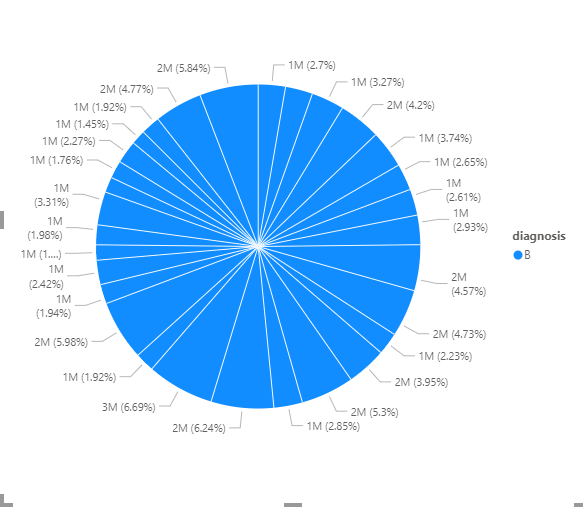 2M (5.84%)
1M (2.7%)
2M (4.77%)
1M (3.27%)
1M (1.92%)
2M (4.2%)
1M (1.45%)
1M (3.74%)
1M (2.27%)
1M (2.65%)
1M (1.76%)
1M
(2.61%)
1M
(3.31%)
1M
(2.93%)
1M
(1.98%)
diagnosis
B
1M (1....)
1M
(2.42%)
2M
(4.57%)
1M
(1.94%)
2M (4.73%)
2M (5.98%)
1M (2.23%)
1M (1.92%)
2M (3.95%)
3M (6.69%)
2M (5.3%)
2M (6.24%)
1M (2.85%)